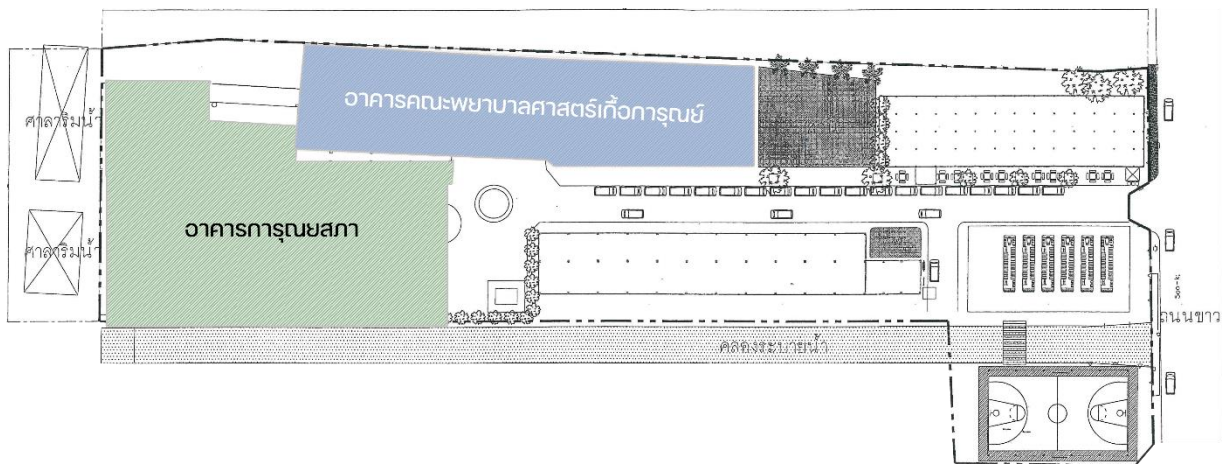 อาคารคณะพยาบาลศาสตร์เกื้อการุณย์
ศาลาริมน้ำ
อาคารการุณยสภา
ศาลาริมน้ำ
ถนนขาว
คลองระบายน้ำ